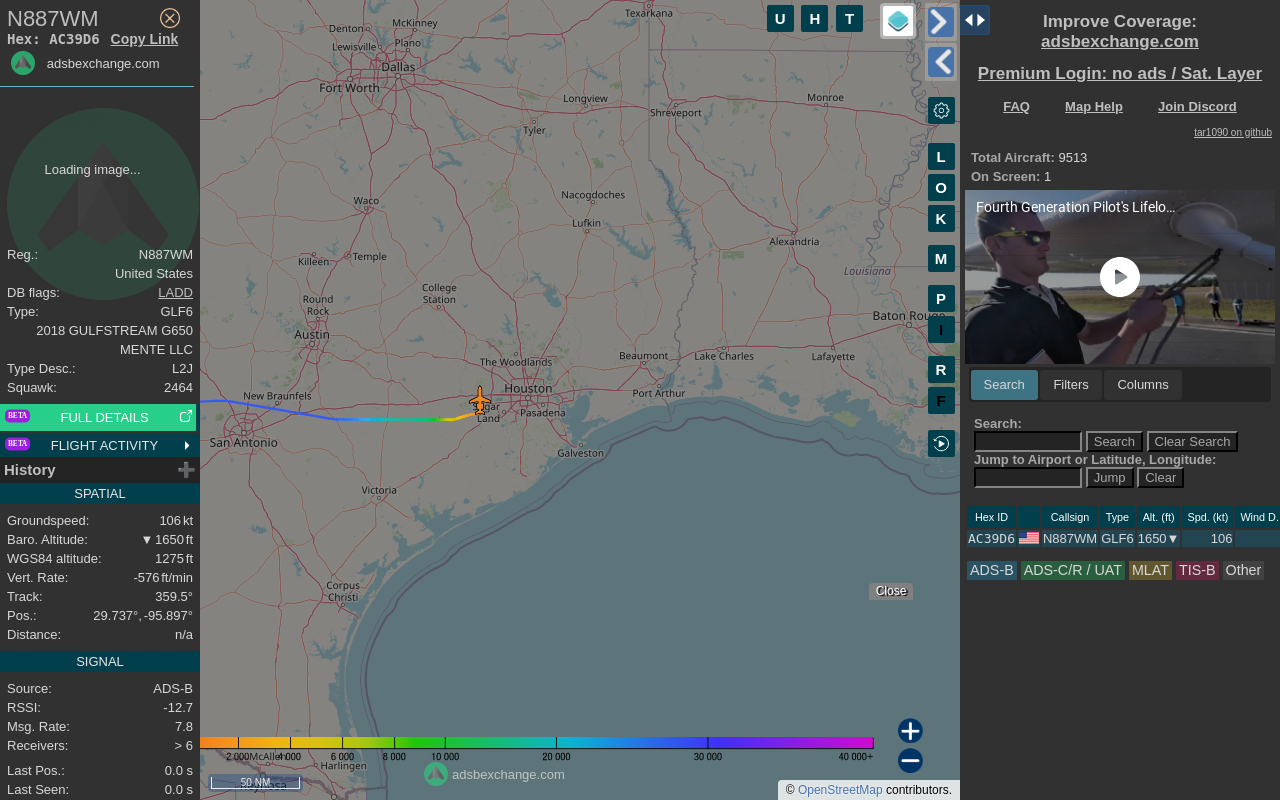 N887WM
Hex: AC39D6 Copy Link
adsbexchange.com
Loading image...
Reg.: N887WM
United States
DB flags: LADD
Type: GLF6
2018 GULFSTREAM G650
MENTE LLC
Type Desc.: L2J
Squawk: 2464
BETA FULL DETAILS
BETA FLIGHT ACTIVITY
History
SPATIAL
Groundspeed: 106 kt
Baro. Altitude: ▼ 1650 ft
WGS84 altitude: 1275 ft
Vert. Rate: -576 ft/min
Track: 359.5°
Pos.: 29.737°, -95.897°
Distance: n/a
SIGNAL
Source: ADS-B
RSSI: -12.7
Msg. Rate: 7.8
Receivers: > 6
Last Pos.: 0.0 s
Last Seen: 0.0 s
Texarkana
U H T
McKinney
Denton
Lewisville Plano
Dallas
Fort Worth
Longview
Monroe
Shreveport
Tyler
L
O
K
Nacogdoches
Waco
Lufkin
Alexandria
Killeen Temple
M
Louisiana
College
Station
Round
Rock
P
Baton Rouge
I
Austin
The Woodlands
Beaumont
Lake Charles
Lafayette
R
New Braunfels
Houston
Port Arthur
F
Sugar
Land
Pasadena
San Antonio
Galveston
Victoria
Corpus
Christi
Close
2 000 4 000 6 000 8 000 10 000 20 000 30 000 40 000+
McAllen
Harlingen
50 NM
adsbexchange.com
© OpenStreetMap contributors.
Improve Coverage:
adsbexchange.com
Premium Login: no ads / Sat. Layer
FAQ Map Help Join Discord
tar1090 on github
Total Aircraft: 9513
On Screen: 1
Fourth Generation Pilot's Lifelo...
Search Filters Columns
Search:
Search Clear Search
Jump to Airport or Latitude, Longitude:
Jump Clear
Hex ID Callsign Type Alt. (ft) Spd. (kt) Wind D.
AC39D6 N887WM GLF6 1650▼ 106
ADS-B ADS-C/R / UAT MLAT TIS-B Other